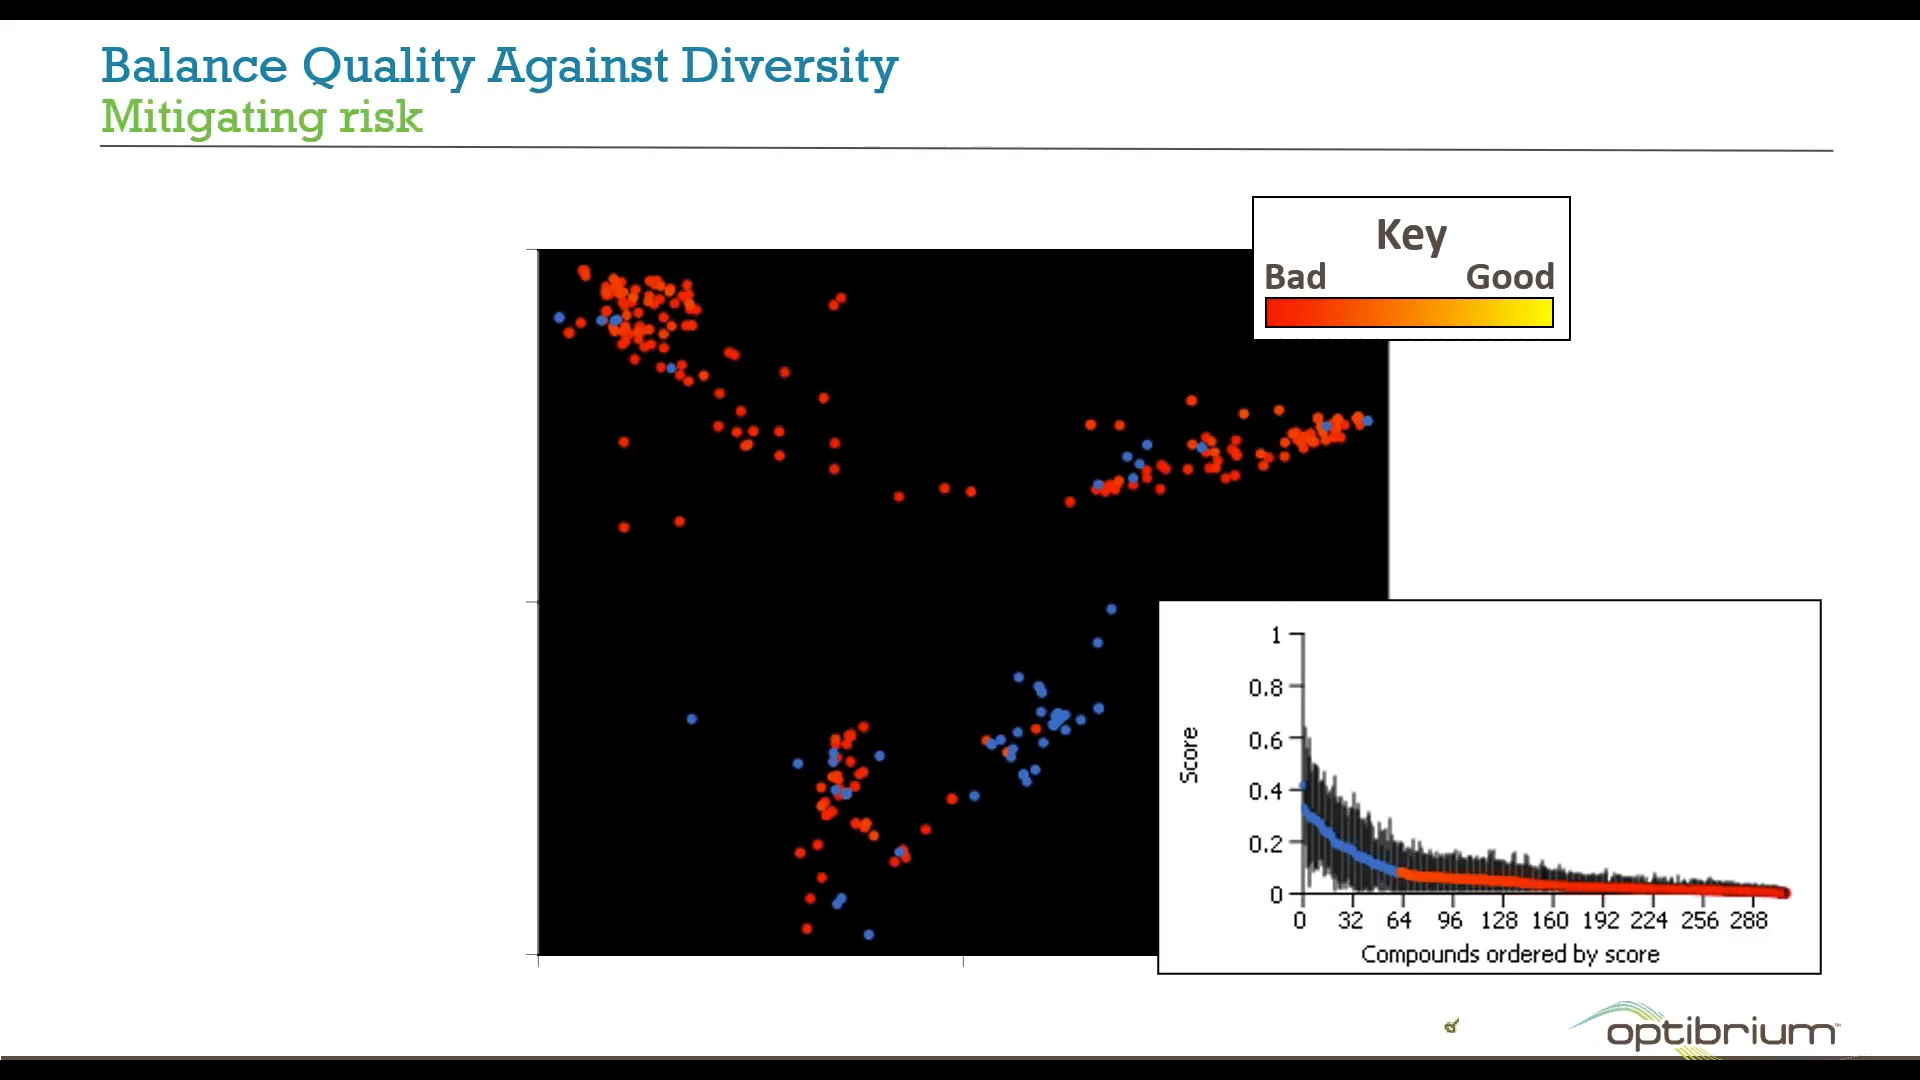 Balance Quality Against Diversity
Mitigating risk
Key
Bad Good
1
0.8
0.6
0.4
0.2
0
Score
0 32 64 96 128 160 192 224 256 288
Compounds ordered by score
optibrium™